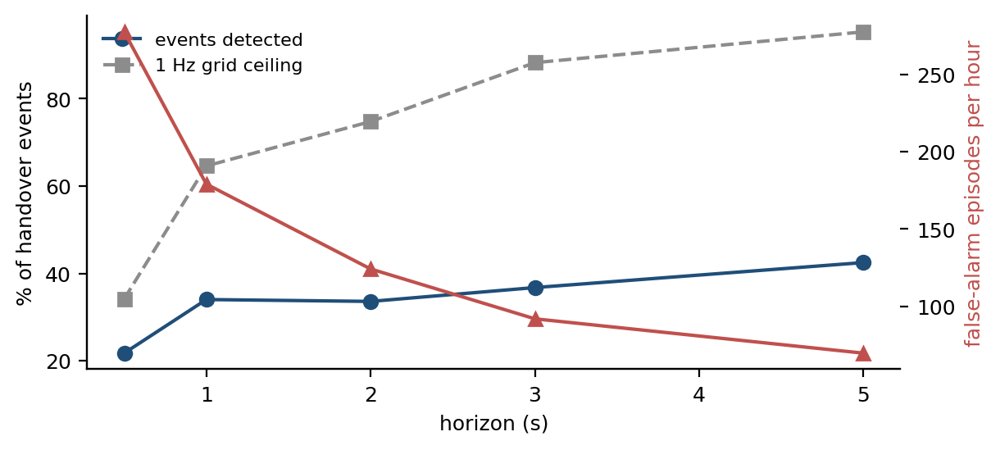 events detected
1 Hz grid ceiling
% of handover events
80
60
40
20
250
200
150
100
false-alarm episodes per hour
1 2 3 4 5
horizon (s)